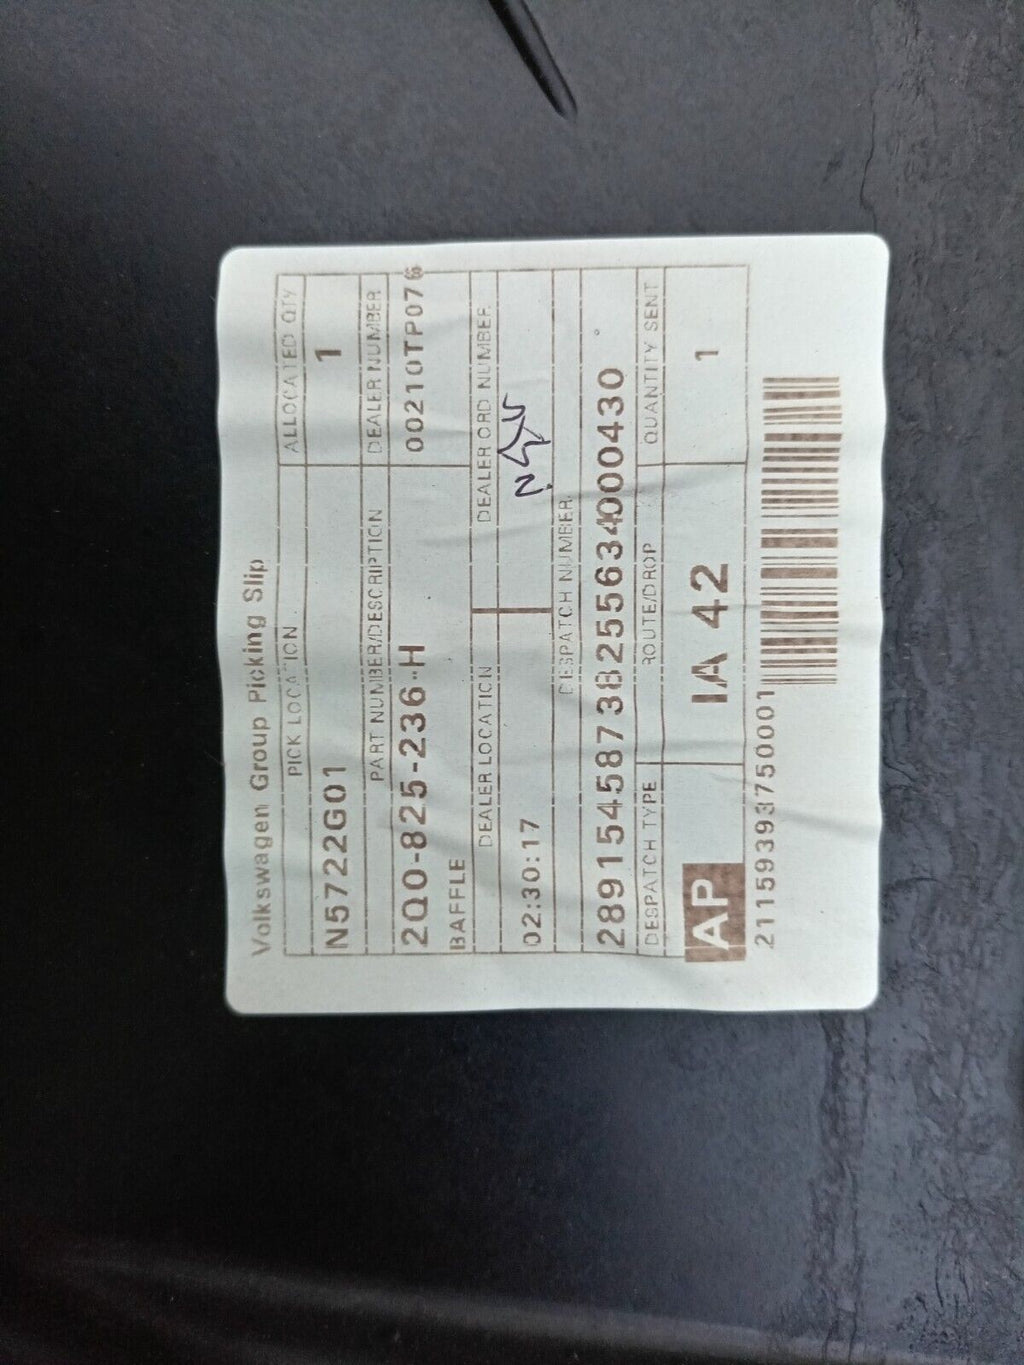 Volkswagen Group Picking Slip
PICK LOCATION ALLOCATED QTY
N5722G01 1
PART NUMBER/DESCRIPTION DEALER NUMBER
2Q0-825-236-H 00210TP076
BAFFLE
DEALER LOCATION DEALER ORD NUMBER
02:30:17
DESPATCH NUMBER
289154587382556340000430
DESPATCH TYPE ROUTE/DROP QUANTITY SENT
AP IA 42 1
21159393750001